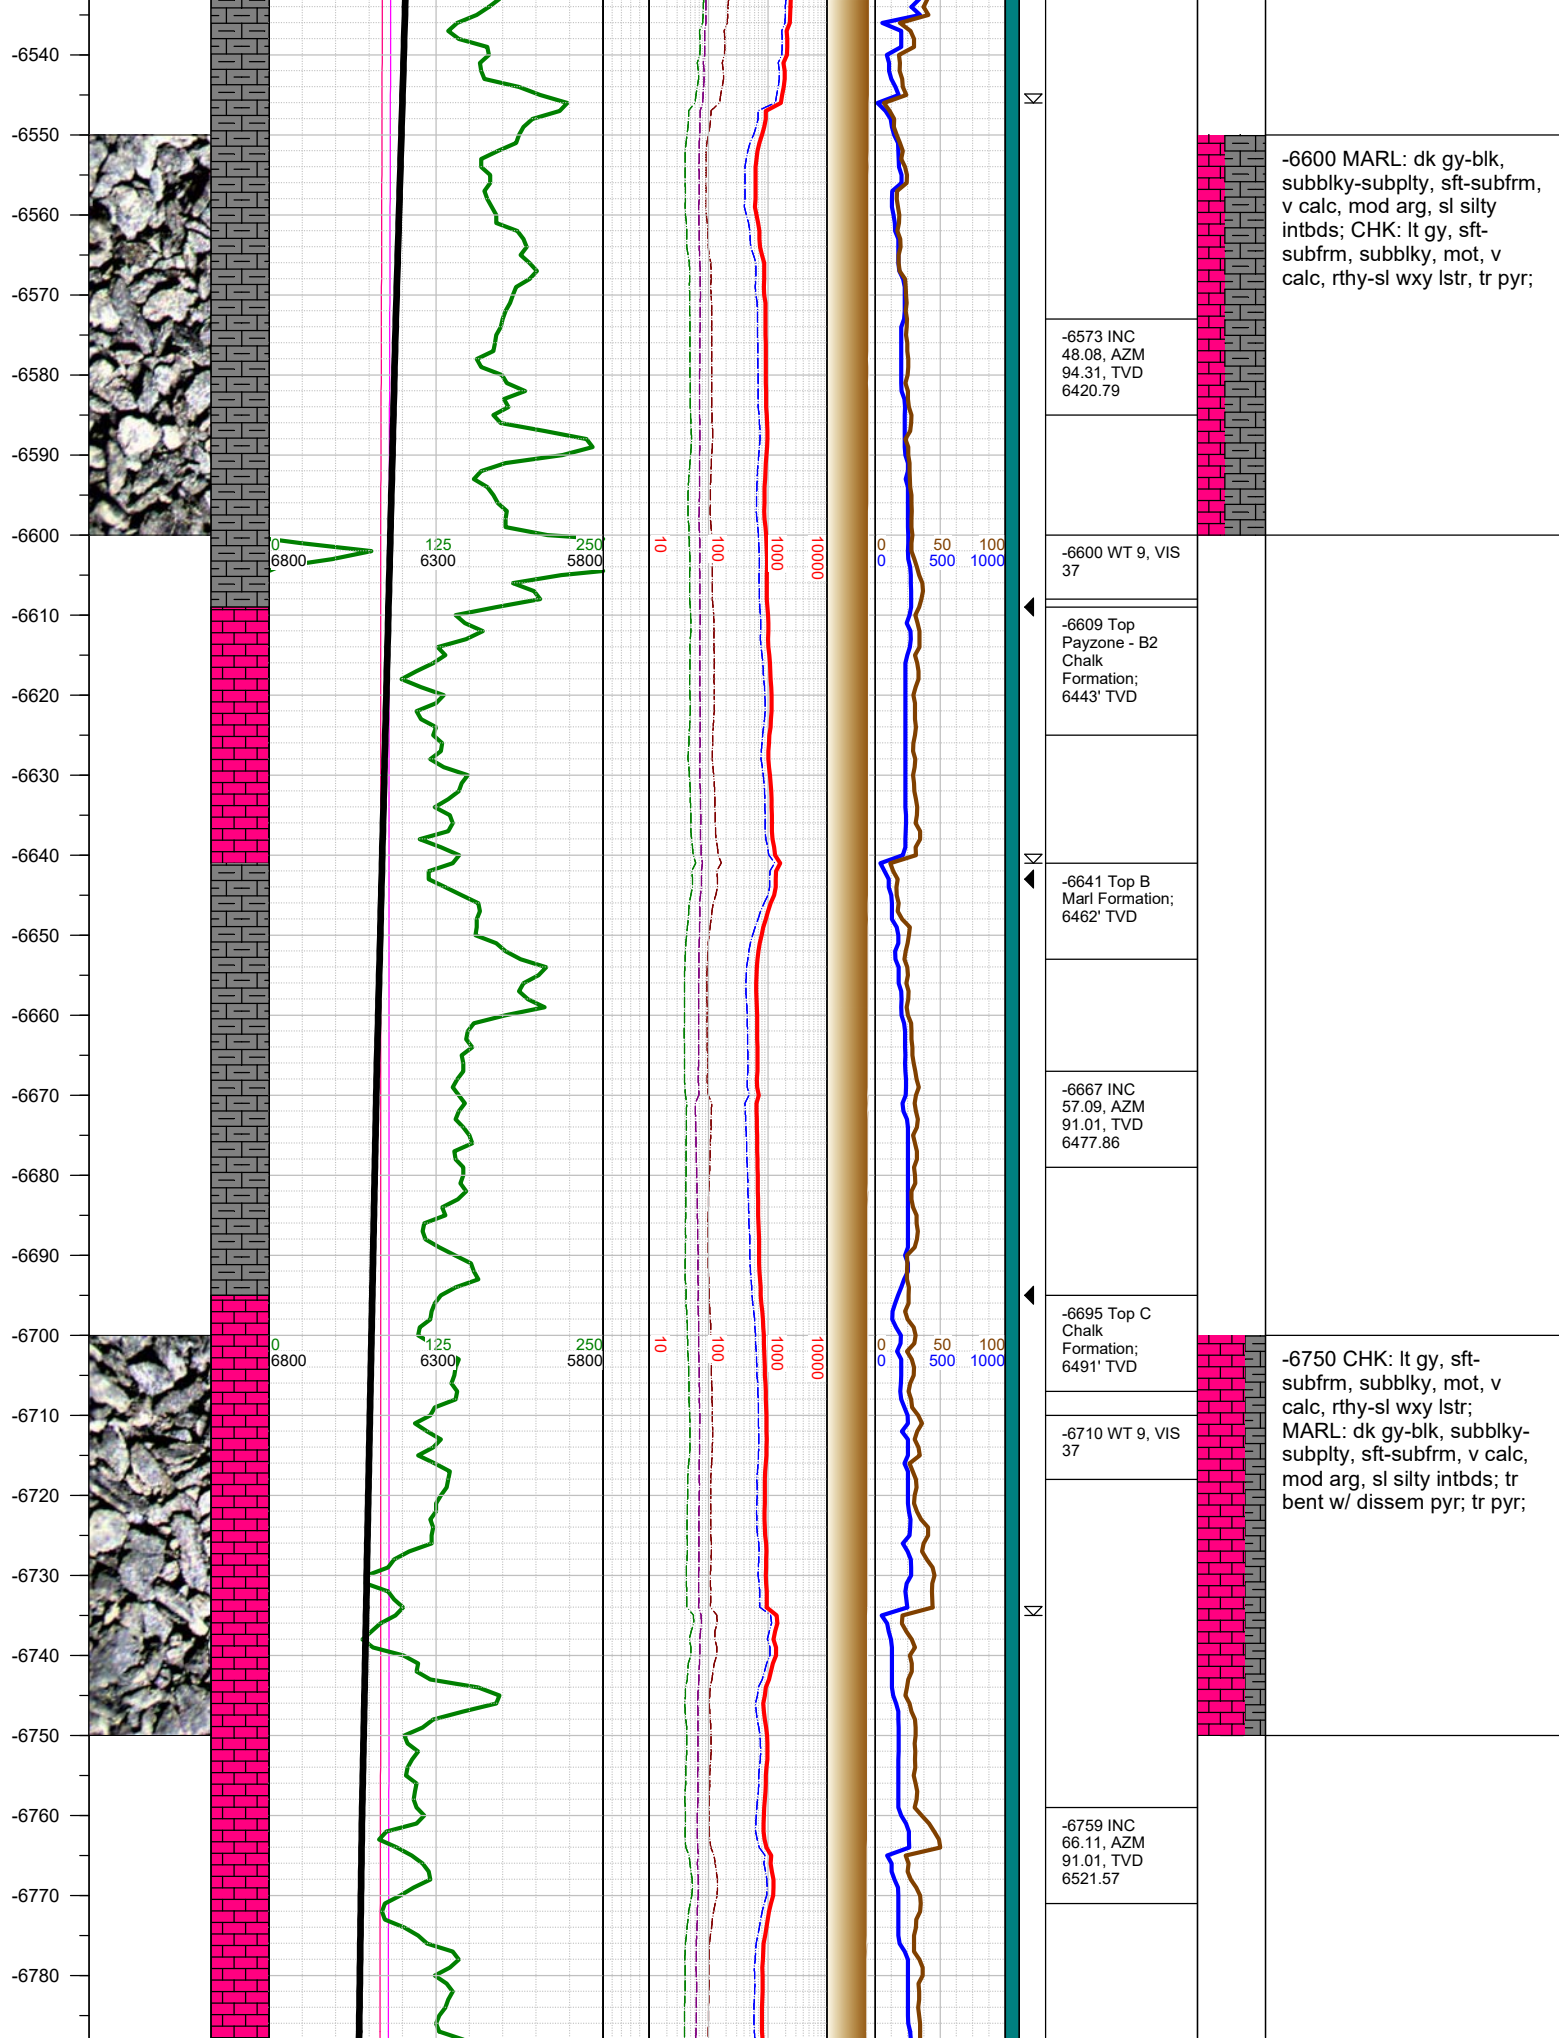 -6540
-6550
-6560
-6570
-6580
-6590
-6600
-6610
-6620
-6630
-6640
-6650
-6660
-6670
-6680
-6690
-6700
-6710
-6720
-6730
-6740
-6750
-6760
-6770
-6780
0 125 250
6800 6300 5800
10 100 1000 10000
0 50 100
0 500 1000
0 125 250
6800 6300 5800
10 100 1000 10000
0 50 100
0 500 1000
-6573 INC
48.08, AZM
94.31, TVD
6420.79
-6600 WT 9, VIS
37
-6609 Top
Payzone - B2
Chalk
Formation;
6443' TVD
-6641 Top B
Marl Formation;
6462' TVD
-6667 INC
57.09, AZM
91.01, TVD
6477.86
-6695 Top C
Chalk
Formation;
6491' TVD
-6710 WT 9, VIS
37
-6759 INC
66.11, AZM
91.01, TVD
6521.57
-6600 MARL: dk gy-blk,
subblky-subplty, sft-subfrm,
v calc, mod arg, sl silty
intbds; CHK: lt gy, sft-
subfrm, subblky, mot, v
calc, rthy-sl wxy lstr, tr pyr;
-6750 CHK: lt gy, sft-
subfrm, subblky, mot, v
calc, rthy-sl wxy lstr;
MARL: dk gy-blk, subblky-
subplty, sft-subfrm, v calc,
mod arg, sl silty intbds; tr
bent w/ dissem pyr; tr pyr;